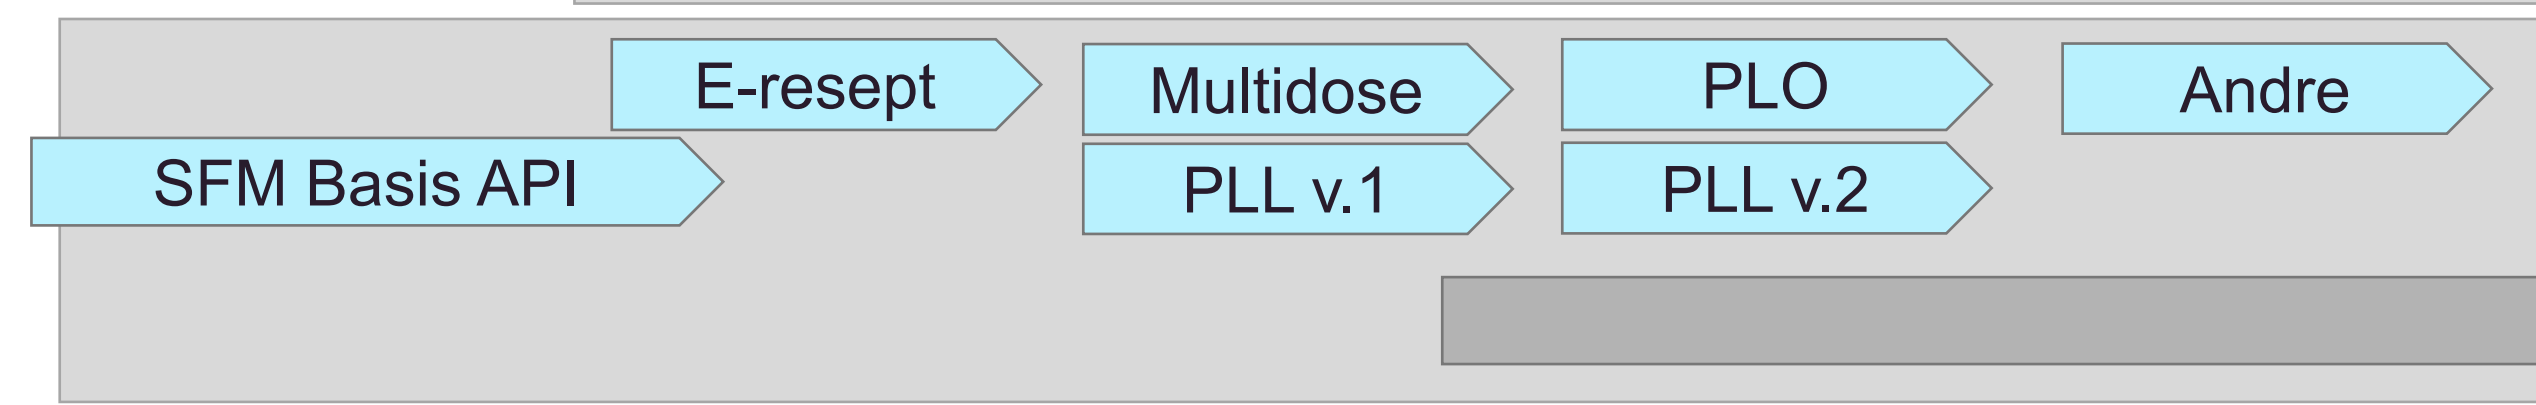 E-resept
Multidose
PLO
Andre
SFM Basis API
PLL v.1
PLL v.2